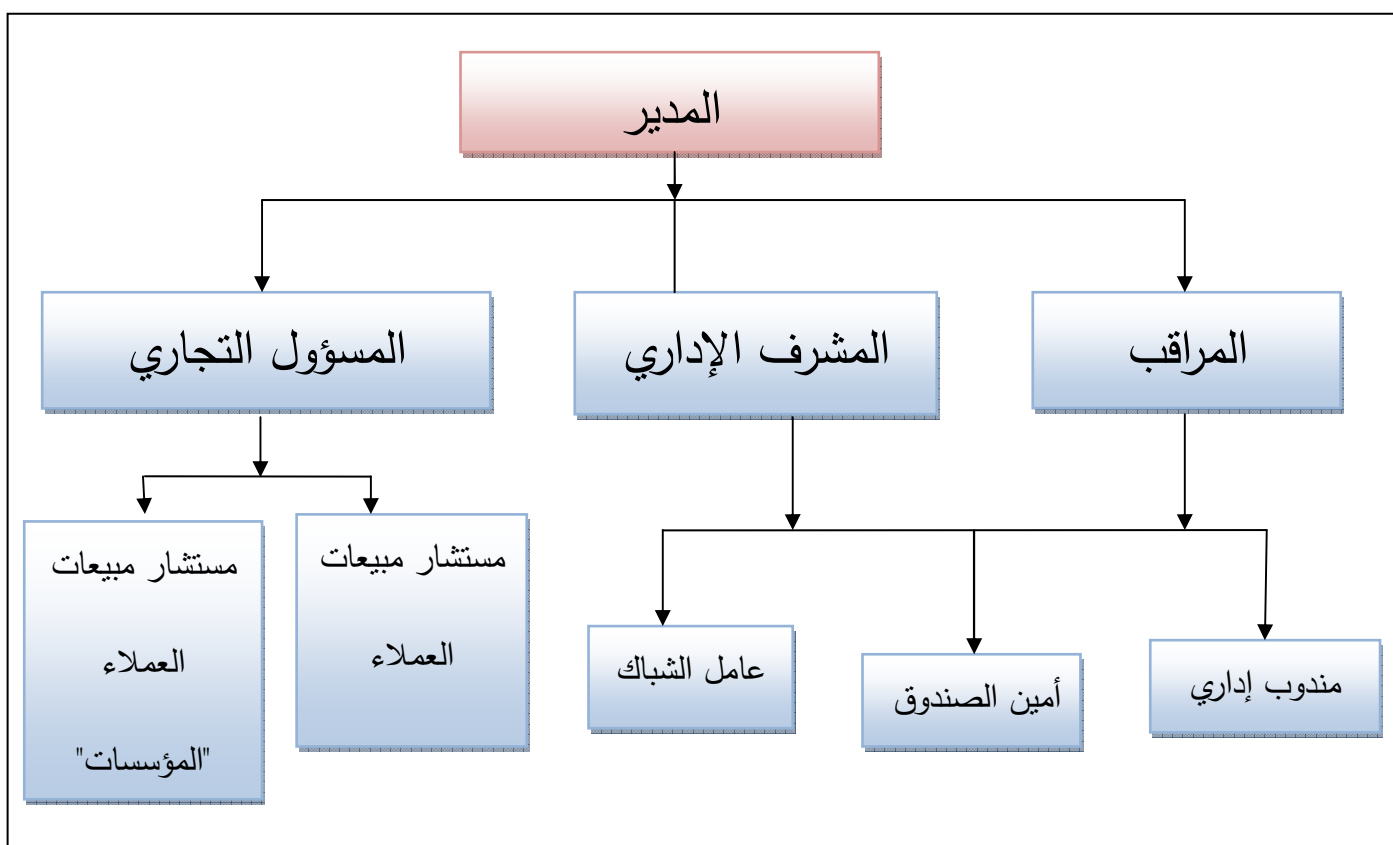 المدير
المراقب
المشرف الإداري
المسؤول التجاري
مندوب إداري
أمين الصندوق
عامل الشباك
مستشار مبيعات
العملاء
مستشار مبيعات
العملاء
"المؤسسات"